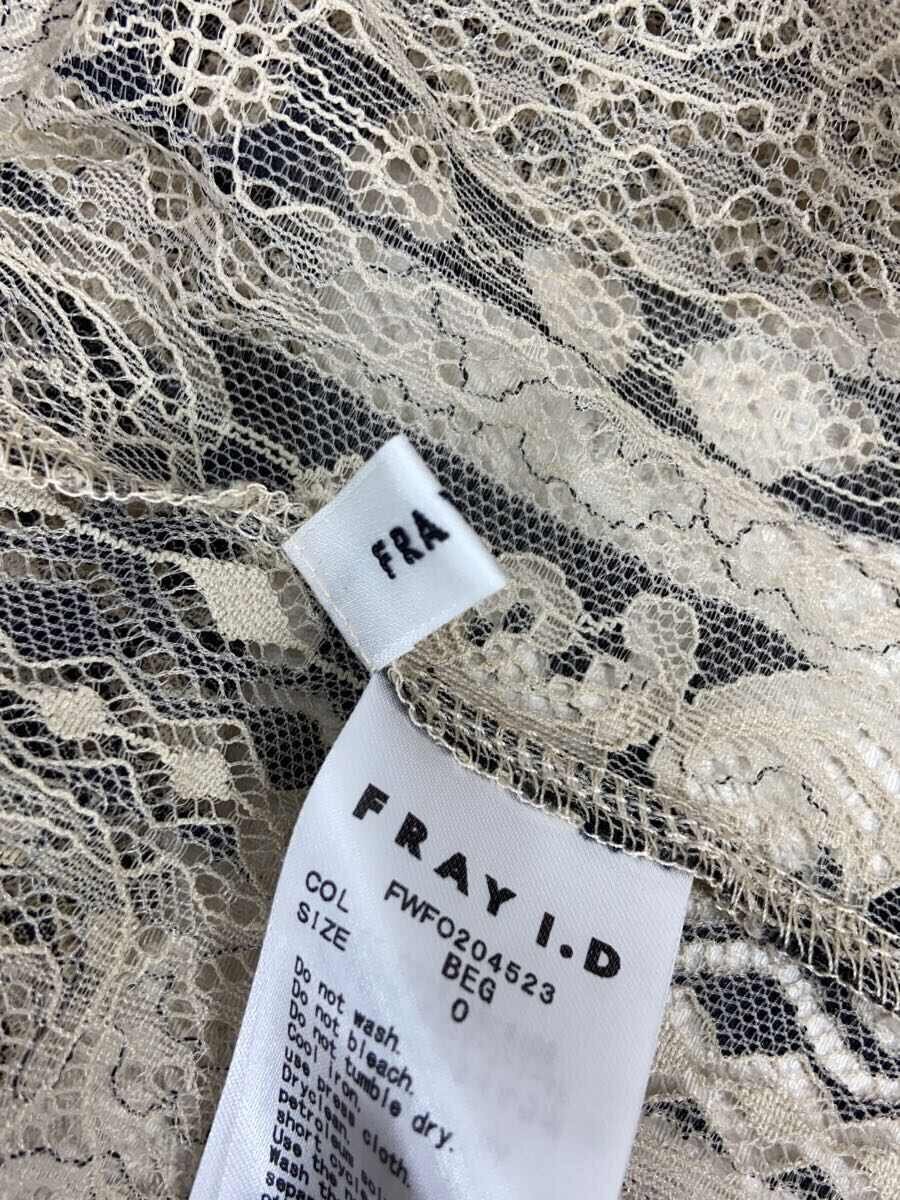 FRA
FRAY I.D
FWFO204523
COL BEG
SIZE 0
Do not wash.
Do not bleach.
Do not tumble dry.
Cool iron.
use press cloth.
Dryclean.
petroleum
short cycle
Use the
Wash